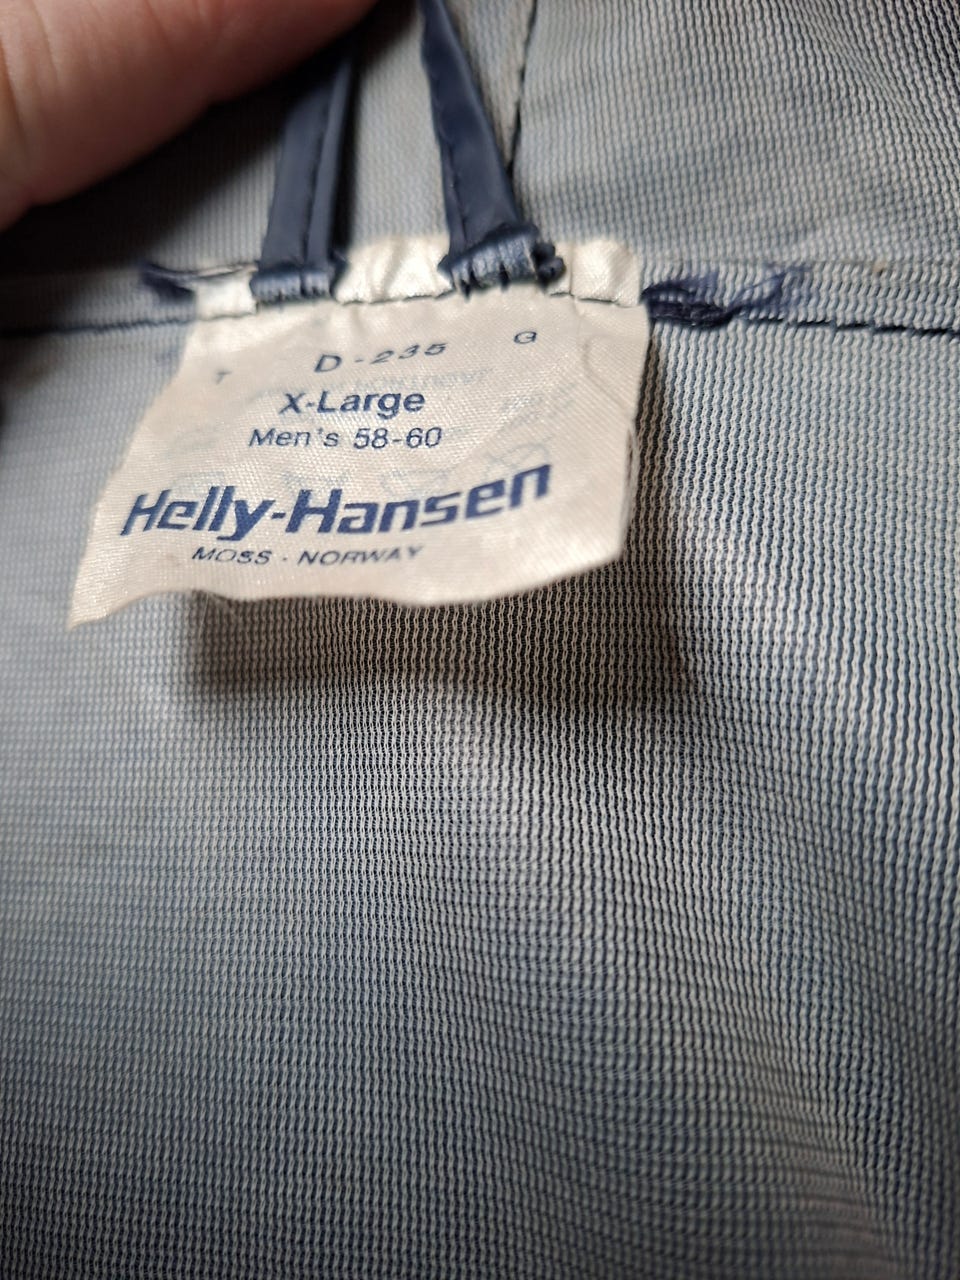 T D-235 G
X-Large
Men's 58-60
Helly-Hansen
MOSS - NORWAY